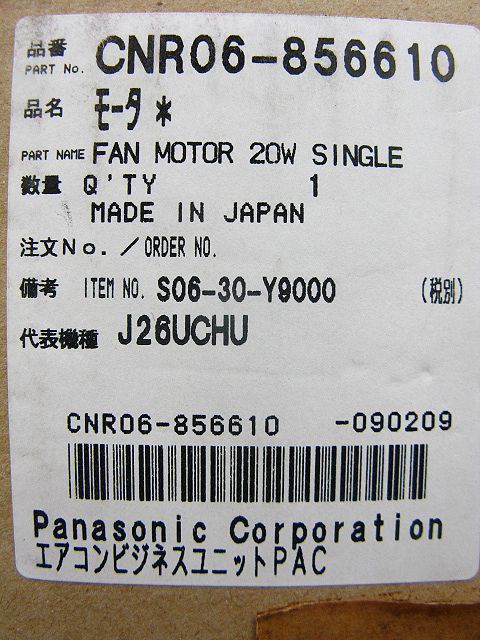 品番 PART No. CNR06-856610
品名 モータ*
PART NAME FAN MOTOR 20W SINGLE
数量 Q'TY 1
MADE IN JAPAN
注文No./ORDER NO.
備考 ITEM NO. S06-30-Y9000 (税別)
代表機種 J26UCHU
CNR06-856610 -090209
Panasonic Corporation
エアコンビジネスユニットPAC